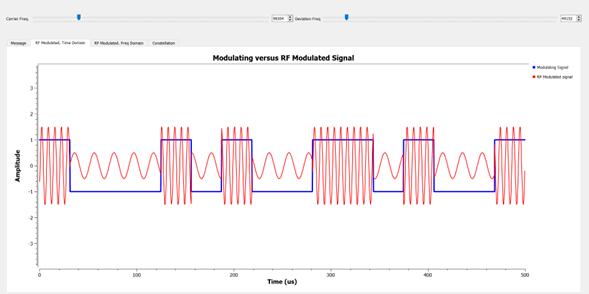 Carrier Freq. Deviation Freq.
Message RF Modulated, Time Domain RF Modulated, Freq Domain Constellation
Modulating versus RF Modulated Signal
Modulating Signal
RF Modulated signal
3
2
1
0
-1
-2
-3
Amplitude
0 100 200 300 400 500
Time (us)